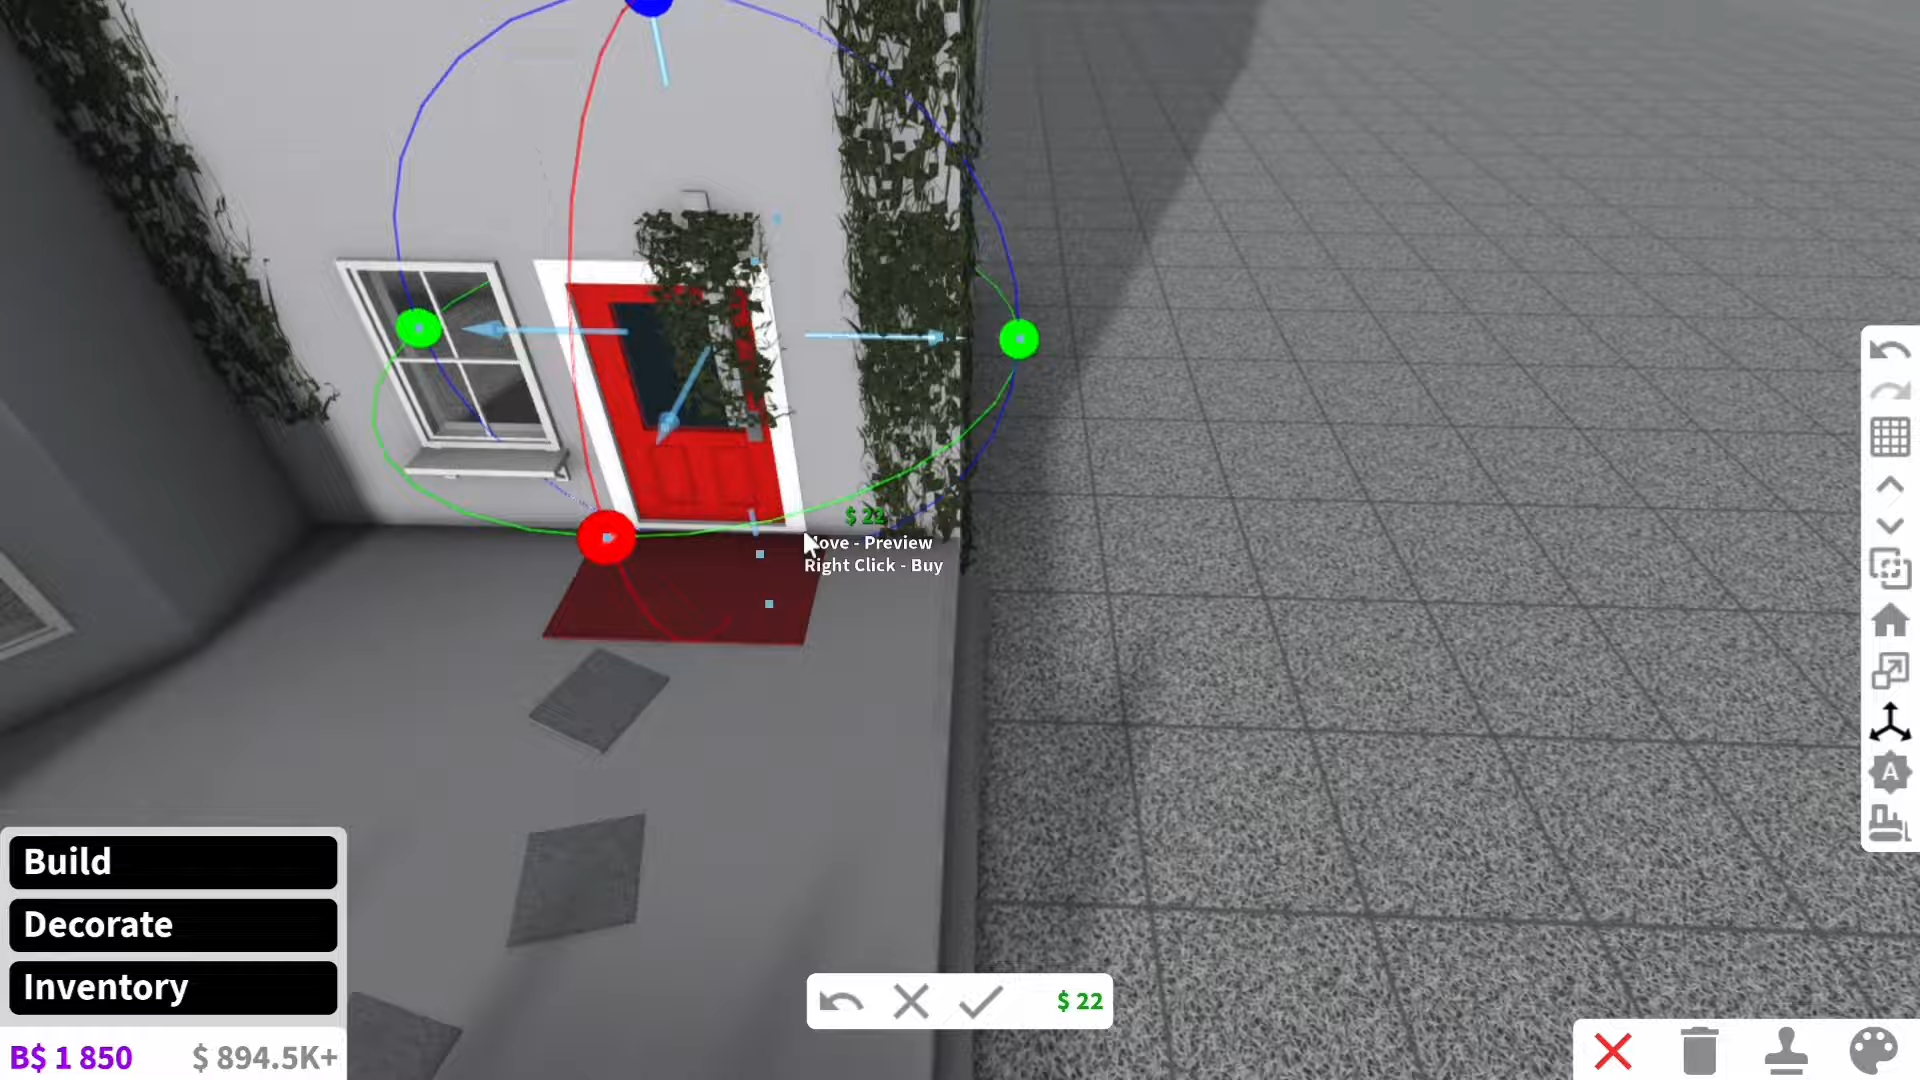 $ 22
Move - Preview
Right Click - Buy
A
Build
Decorate
Inventory
B$ 1 850
$ 894.5K+
$ 22